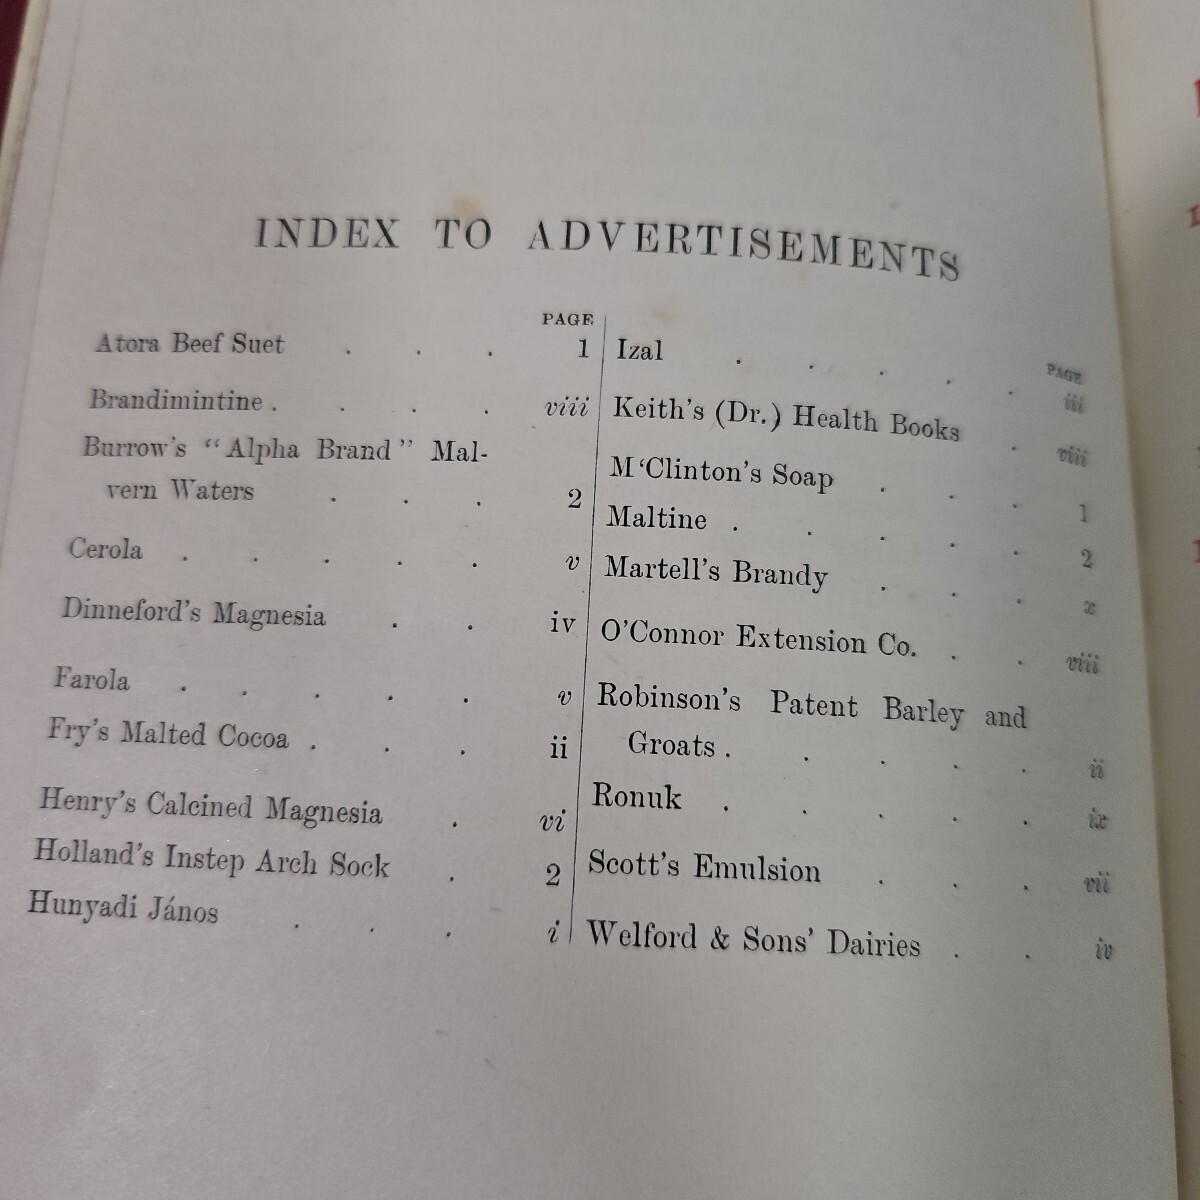 INDEX TO ADVERTISEMENTS
PAGE
Atora Beef Suet . . . 1
Brandimintine . . . . viii
Burrow's "Alpha Brand" Mal-
vern Waters . . . 2
Cerola . . . . . v
Dinneford's Magnesia . . iv
Farola . . . . . v
Fry's Malted Cocoa . . . ii
Henry's Calcined Magnesia . vi
Holland's Instep Arch Sock . 2
Hunyadi János . . . i
PAGE
Izal . . . . . iii
Keith's (Dr.) Health Books . viii
M‘Clinton's Soap . . . 1
Maltine . . . . . 2
Martell's Brandy . . . x
O'Connor Extension Co. . . viii
Robinson's Patent Barley and
Groats . . . . . ii
Ronuk . . . . . ix
Scott's Emulsion . . . vii
Welford & Sons' Dairies . . iv